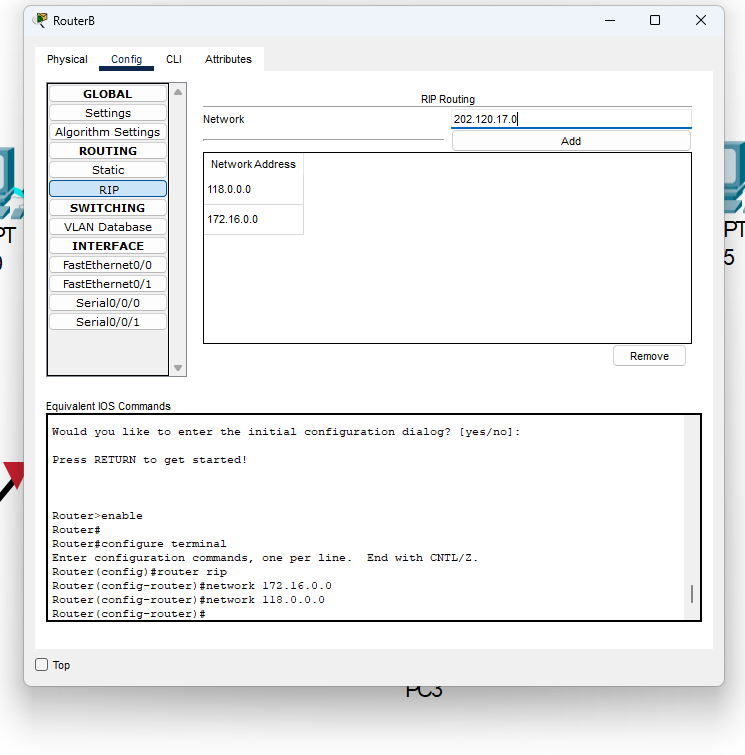 RouterB
Physical Config CLI Attributes
GLOBAL
Settings
Algorithm Settings
ROUTING
Static
RIP
SWITCHING
VLAN Database
INTERFACE
FastEthernet0/0
FastEthernet0/1
Serial0/0/0
Serial0/0/1
RIP Routing
Network 202.120.17.0
Add
Network Address
118.0.0.0
172.16.0.0
Remove
Equivalent IOS Commands
Would you like to enter the initial configuration dialog? [yes/no]:
Press RETURN to get started!
Router>enable
Router#
Router#configure terminal
Enter configuration commands, one per line.  End with CNTL/Z.
Router(config)#router rip
Router(config-router)#network 172.16.0.0
Router(config-router)#network 118.0.0.0
Router(config-router)#
Top
PT
PT
5
PC3